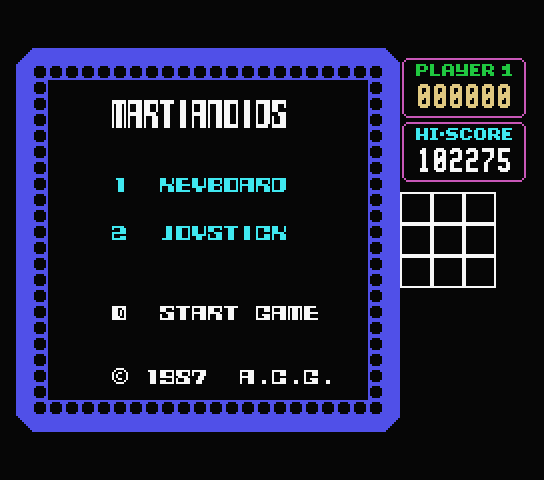 MARTIANOIDS
1 KEYBOARD
2 JOYSTICK
0 START GAME
© 1987 A.C.G.
PLAYER 1
000000
HI-SCORE
102275